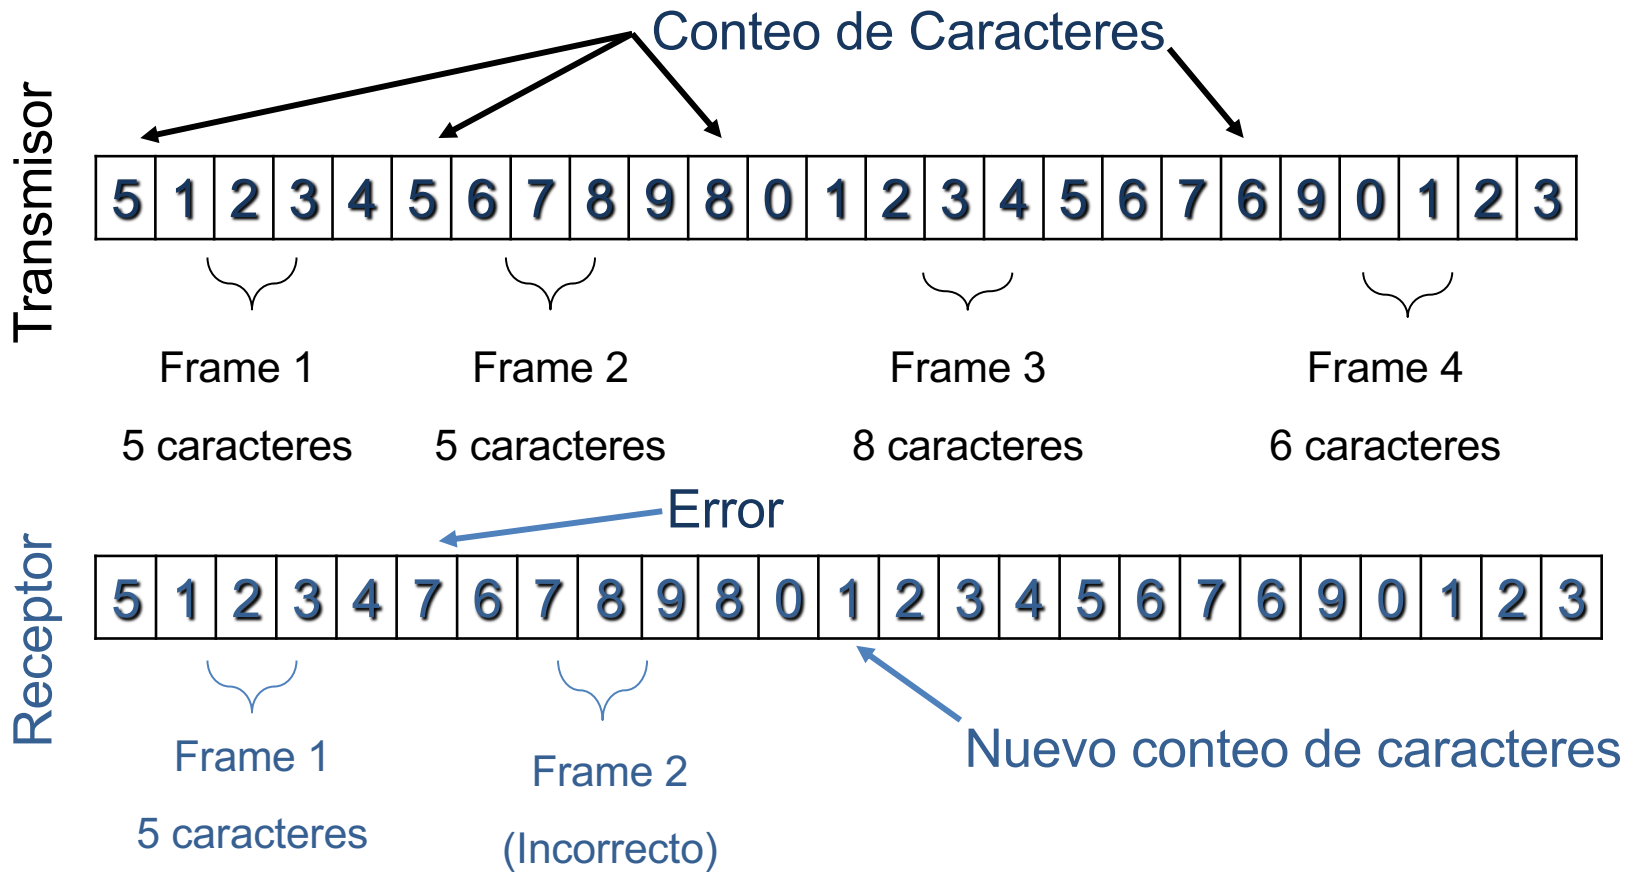 Conteo de Caracteres
Transmisor
5 1 2 3 4 5 6 7 8 9 8 0 1 2 3 4 5 6 7 6 9 0 1 2 3
Frame 1 Frame 2 Frame 3 Frame 4
5 caracteres 5 caracteres 8 caracteres 6 caracteres
Error
Receptor
5 1 2 3 4 7 6 7 8 9 8 0 1 2 3 4 5 6 7 6 9 0 1 2 3
Nuevo conteo de caracteres
Frame 1
5 caracteres
Frame 2
(Incorrecto)